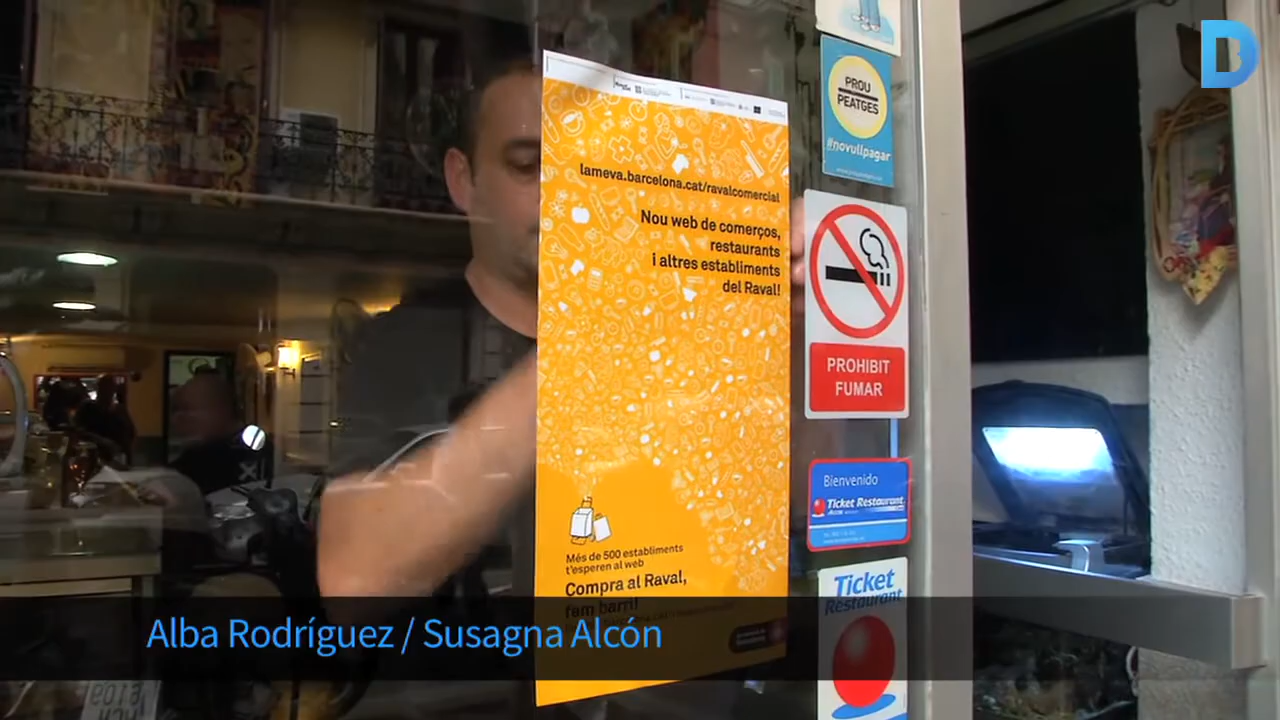 lameva.barcelona.cat/ravalcomercial
Nou web de comerços,
restaurants
i altres establiments
del Raval!
Més de 500 establiments
t'esperen al web
Compra al Raval,
fem barri!
PROU
PEATGES
#novullpagar
PROHIBIT
FUMAR
Bienvenido
Ticket Restaurant
Ticket
Restaurant
Alba Rodríguez / Susagna Alcón